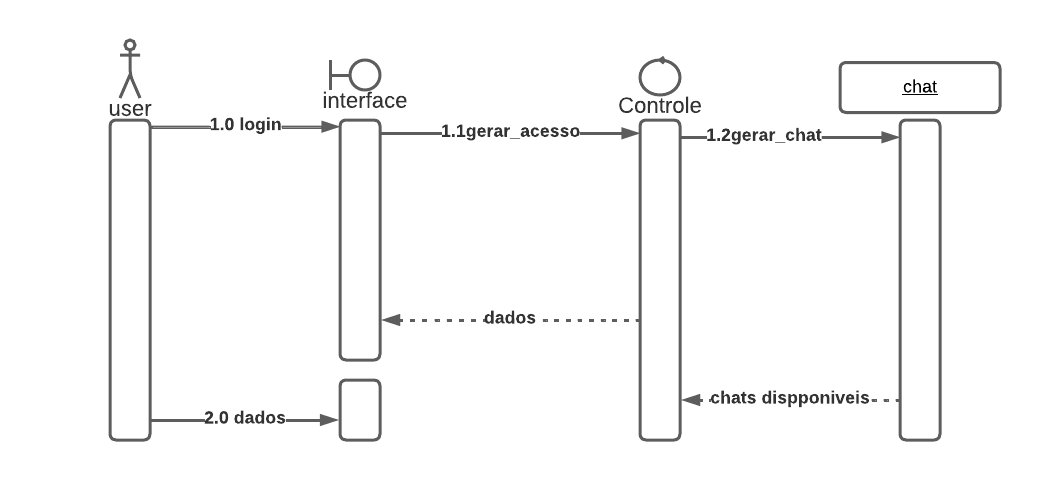 user
interface
Controle
chat
1.0 login
1.1gerar_acesso
1.2gerar_chat
dados
chats dispponiveis
2.0 dados